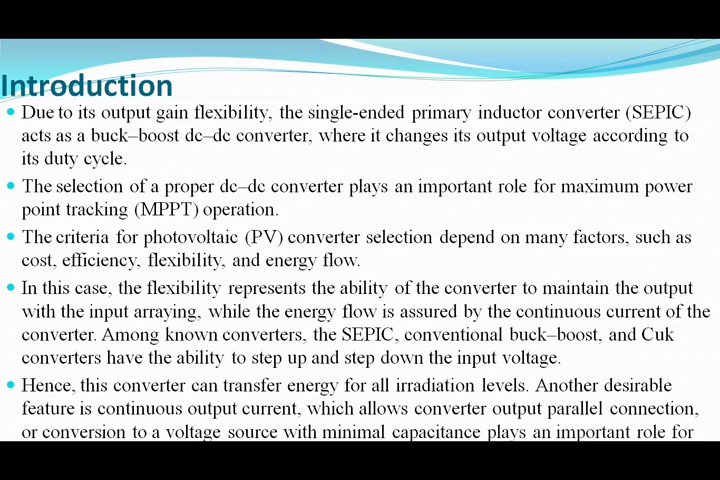 Introduction
Due to its output gain flexibility, the single-ended primary inductor converter (SEPIC)
acts as a buck–boost dc–dc converter, where it changes its output voltage according to
its duty cycle.
The selection of a proper dc–dc converter plays an important role for maximum power
point tracking (MPPT) operation.
The criteria for photovoltaic (PV) converter selection depend on many factors, such as
cost, efficiency, flexibility, and energy flow.
In this case, the flexibility represents the ability of the converter to maintain the output
with the input arraying, while the energy flow is assured by the continuous current of the
converter. Among known converters, the SEPIC, conventional buck–boost, and Cuk
converters have the ability to step up and step down the input voltage.
Hence, this converter can transfer energy for all irradiation levels. Another desirable
feature is continuous output current, which allows converter output parallel connection,
or conversion to a voltage source with minimal capacitance plays an important role for